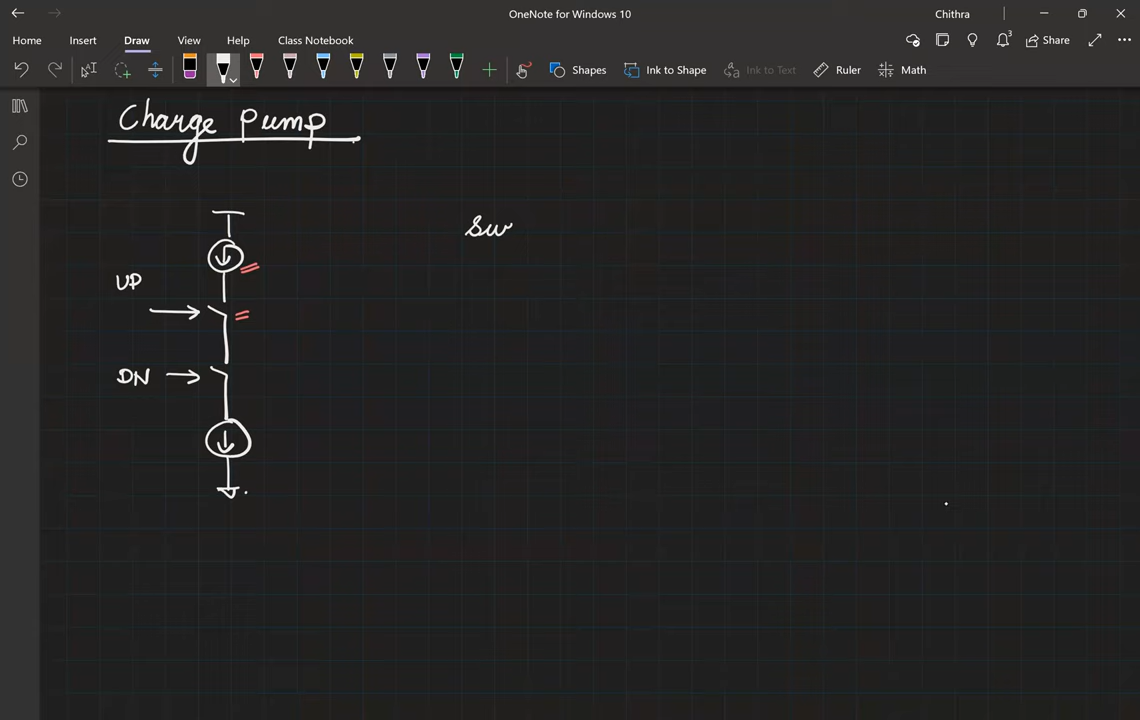 OneNote for Windows 10
Chithra
Home Insert Draw View Help Class Notebook
3
Share
Shapes Ink to Shape Ink to Text Ruler Math
Charge Pump
UP
DN
SW